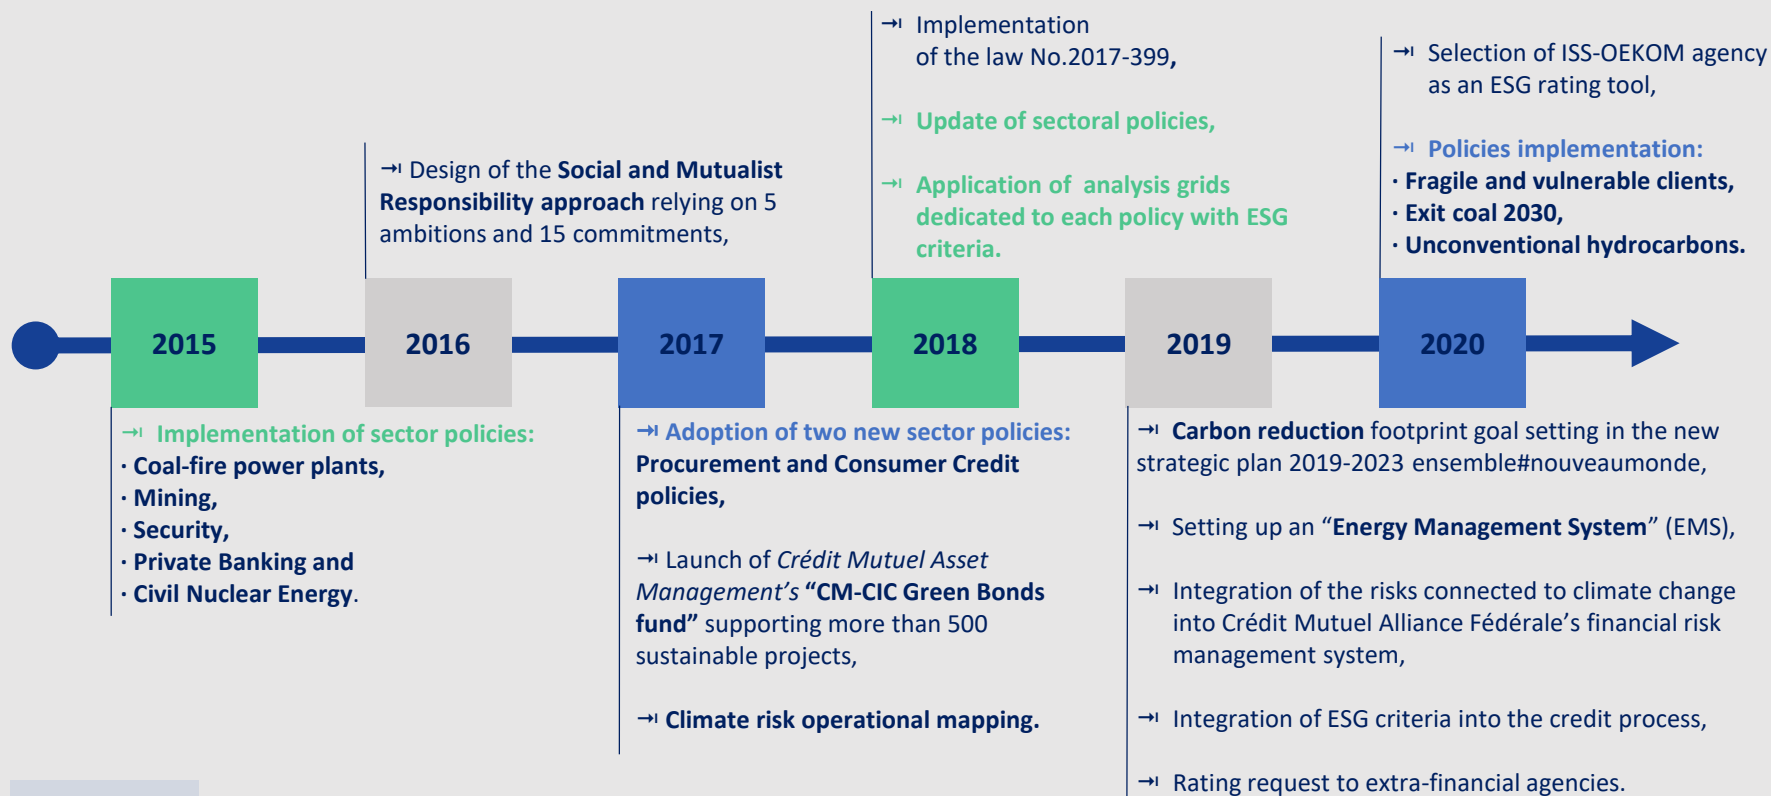 → Implementation
of the law No.2017-399,
→ Update of sectoral policies,
→ Application of analysis grids
dedicated to each policy with ESG
criteria.
→ Selection of ISS-OEKOM agency
as an ESG rating tool,
→ Policies implementation:
· Fragile and vulnerable clients,
· Exit coal 2030,
· Unconventional hydrocarbons.
→ Design of the Social and Mutualist
Responsibility approach relying on 5
ambitions and 15 commitments,
2015
2016
2017
2018
2019
2020
→ Implementation of sector policies:
· Coal-fire power plants,
· Mining,
· Security,
· Private Banking and
· Civil Nuclear Energy.
→ Adoption of two new sector policies:
Procurement and Consumer Credit
policies,
→ Launch of Crédit Mutuel Asset
Management’s “CM-CIC Green Bonds
fund” supporting more than 500
sustainable projects,
→ Climate risk operational mapping.
→ Carbon reduction footprint goal setting in the new
strategic plan 2019-2023 ensemble#nouveaumonde,
→ Setting up an “Energy Management System” (EMS),
→ Integration of the risks connected to climate change
into Crédit Mutuel Alliance Fédérale’s financial risk
management system,
→ Integration of ESG criteria into the credit process,
→ Rating request to extra-financial agencies.